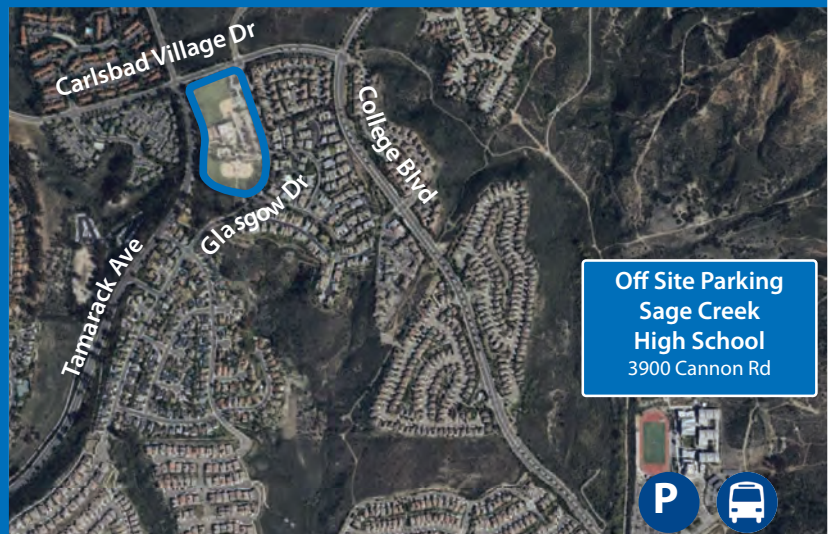 Carlsbad Village Dr
College Blvd
Glasgow Dr
Tamarack Ave
Off Site Parking
Sage Creek
High School
3900 Cannon Rd
P